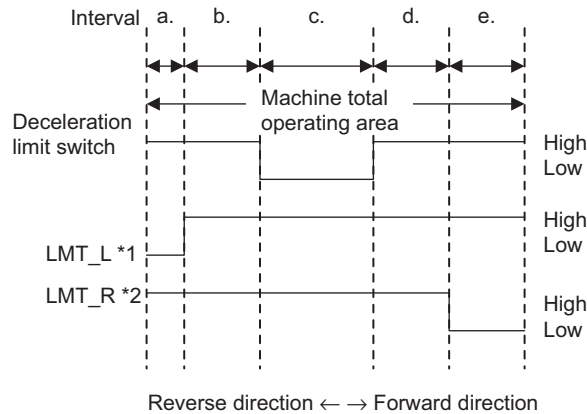 Interval a. b. c. d. e.
Machine total
operating area
Deceleration
limit switch
High
Low
High
Low
LMT_L *1
LMT_R *2
High
Low
Reverse direction ← → Forward direction